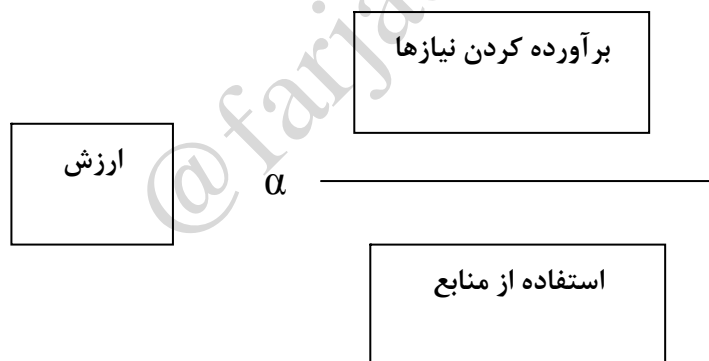 برآورده کردن نیازها
ارزش
α
استفاده از منابع
@farja